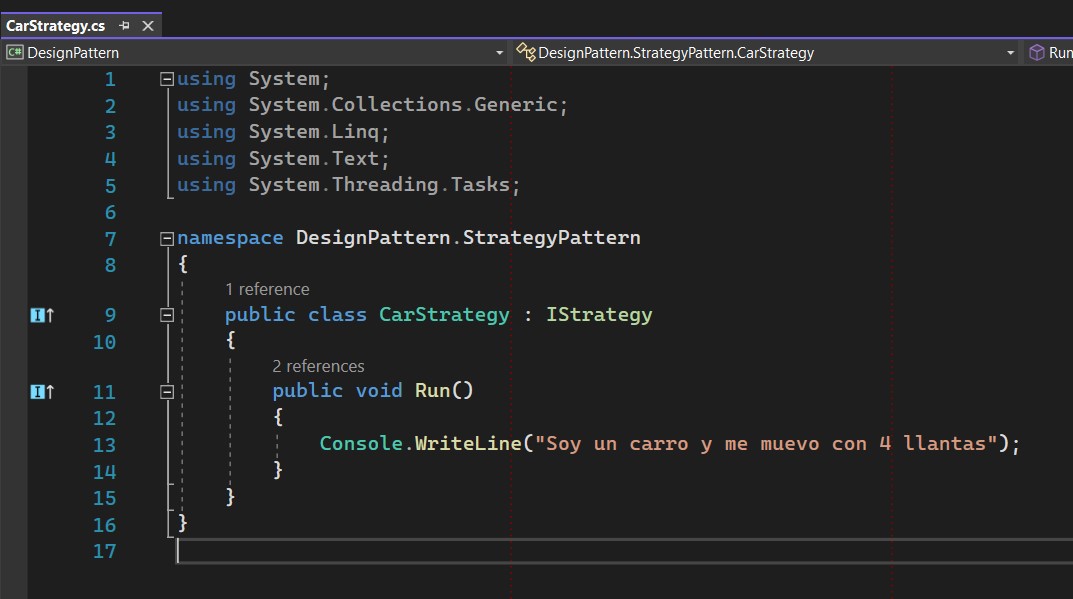 CarStrategy.cs
C# DesignPattern DesignPattern.StrategyPattern.CarStrategy Run
1 using System;
2 using System.Collections.Generic;
3 using System.Linq;
4 using System.Text;
5 using System.Threading.Tasks;
6
7 namespace DesignPattern.StrategyPattern
8 {
1 reference
9 public class CarStrategy : IStrategy
10 {
2 references
11 public void Run()
12 {
13 Console.WriteLine("Soy un carro y me muevo con 4 llantas");
14 }
15 }
16 }
17